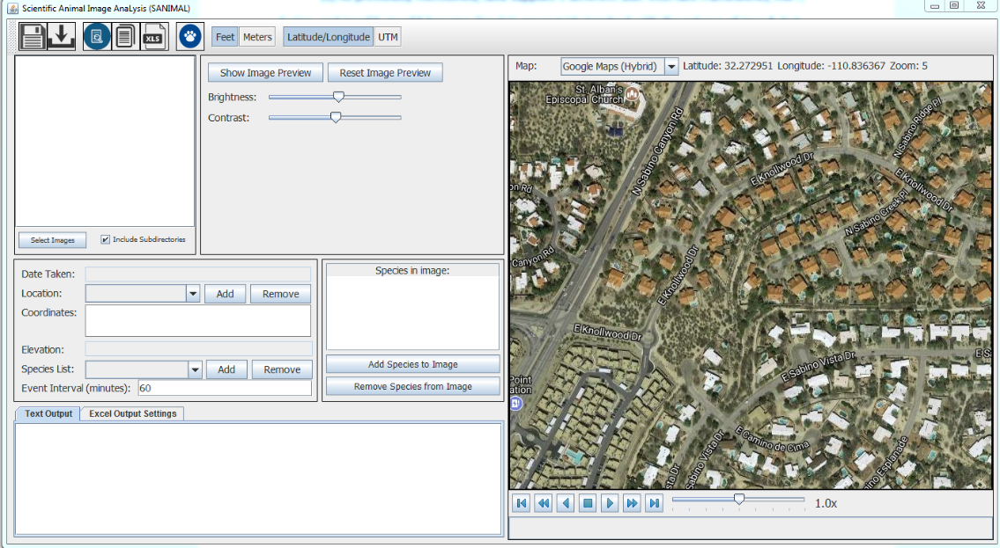 Scientific Animal Image AnaLysis (SANIMAL)
XLS
Feet
Meters
Latitude/Longitude
UTM
Show Image Preview
Reset Image Preview
Brightness:
Contrast:
Select Images
Include Subdirectories
Date Taken:
Location:
Add
Remove
Coordinates:
Elevation:
Species List:
Add
Remove
Event Interval (minutes): 60
Species in image:
Add Species to Image
Remove Species from Image
Text Output
Excel Output Settings
Map:
Google Maps (Hybrid)
Latitude: 32.272951 Longitude: -110.836367 Zoom: 5
St. Alban's
Episcopal Church
N Sabino Canyon Rd
N Sabino Ridge Pl
E Knollwood Dr
E Knollwood Dr
N Sabino Creek Pl
on Rd
Canyon Rd
E Knollwood Dr
E Knollwood Dr
E Sabino Vista Dr
E S
Point
ation
E Camino de Cima
Sabino Vista Dr
sta Dr
ino Esplanade
1.0x